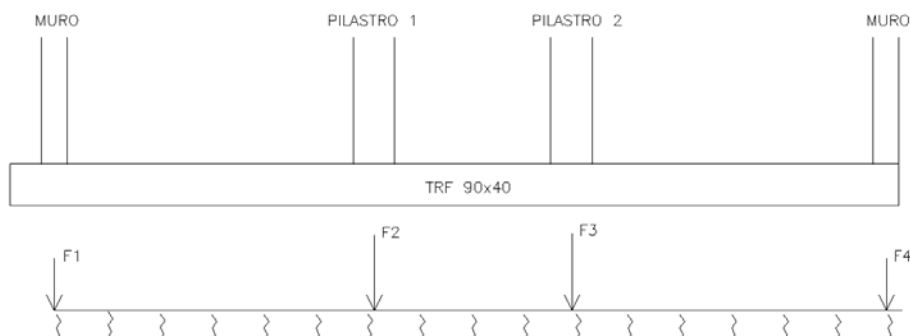 MURO PILASTRO 1 PILASTRO 2 MURO
TRF 90x40
F1 F2 F3 F4